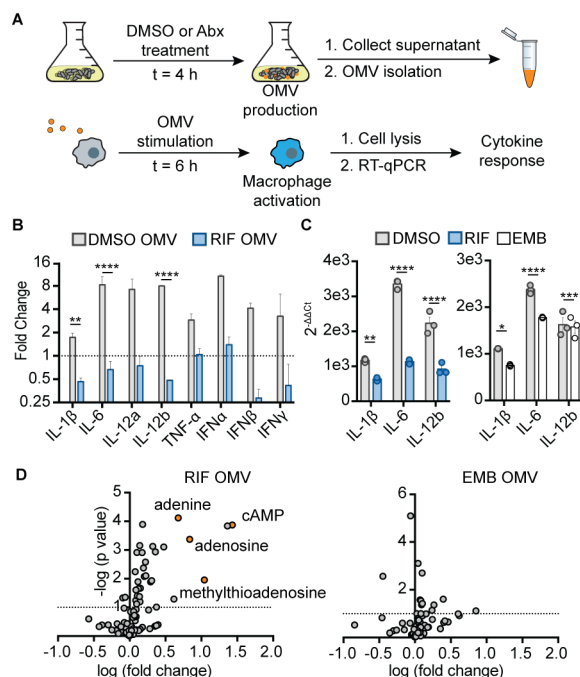 A
DMSO or Abx
treatment
t = 4 h
OMV
production
1. Collect supernatant
2. OMV isolation
OMV
stimulation
t = 6 h
Macrophage
activation
1. Cell lysis
2. RT-qPCR
Cytokine
response
B
DMSO OMV
RIF OMV
Fold Change
16
8
4
2
1
0.5
0.25
**
****
****
IL-1β
IL-6
IL-12a
IL-12b
TNF-α
IFNα
IFNβ
IFNγ
C
DMSO
RIF
EMB
2^-ΔΔCt
4e3
3e3
2e3
1e3
0
**
****
****
IL-1β
IL-6
IL-12b
3e3
2e3
1e3
0
*
****
***
IL-1β
IL-6
IL-12b
D
RIF OMV
-log (p value)
5
4
3
2
1
0
adenine
cAMP
adenosine
methylthioadenosine
-1.0
-0.5
0.0
0.5
1.0
1.5
2.0
log (fold change)
EMB OMV
6
4
2
0
-1.0
-0.5
0.0
0.5
1.0
1.5
2.0
log (fold change)